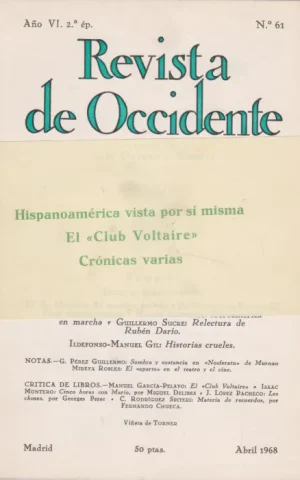 Año VI. 2.ª ép.
N.º 61
Revista
de Occidente
Hispanoamérica vista por sí misma
El «Club Voltaire»
Crónicas varias
en marcha • GUILLERMO SUCRE: Relectura de
Rubén Darío.
ILDEFONSO-MANUEL GIL: Historias crueles.
NOTAS.—G. PÉREZ GUILLERMO: Sombra y sustancia en «Nosferatu» de Murnau
MIREYA ROBLES: El «aparte» en el teatro y el cine.
CRITICA DE LIBROS.—MANUEL GARCÍA-PELAYO: El «Club Voltaire» • ISAAC
MONTERO: Cinco horas con Mario, por MIGUEL DELIBES • J. LÓPEZ PACHECO: Les
choses, por Georges Perec • C. RODRÍGUEZ SPITERI: Materia de recuerdos, por
FERNANDO CHUECA.
Viñeta de TORNER
Madrid
50 ptas.
Abril 1968